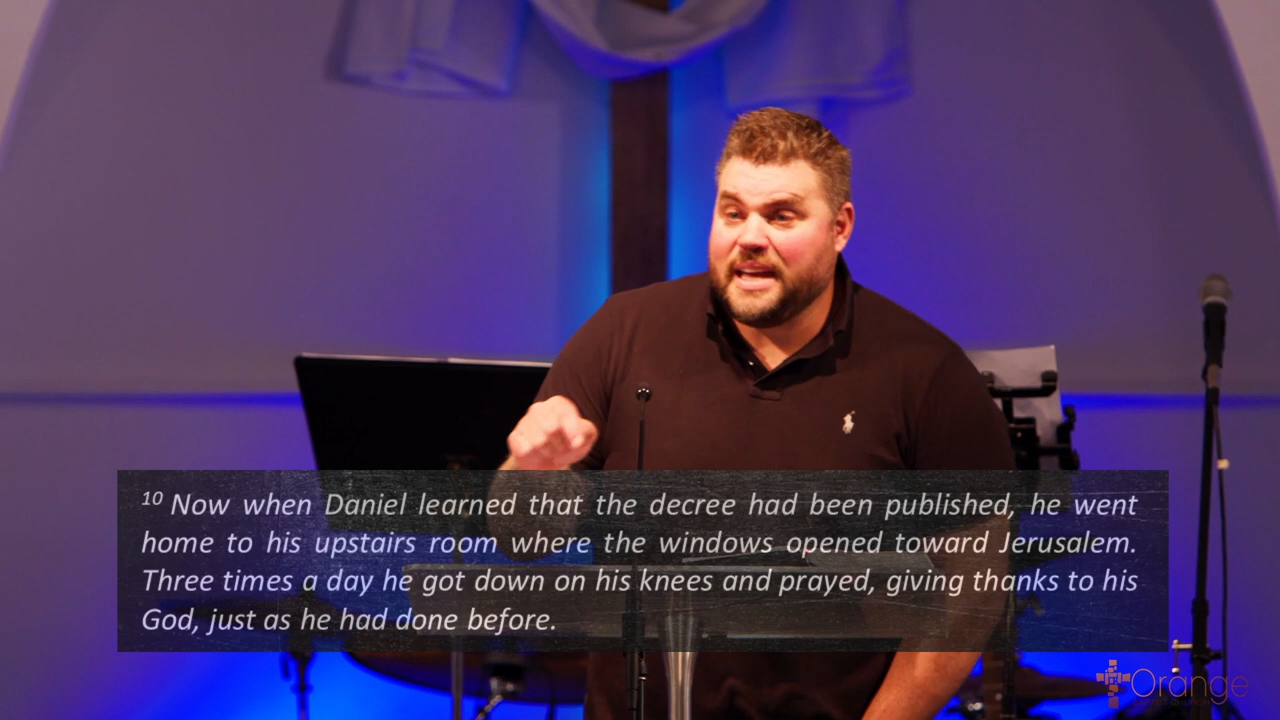 10 Now when Daniel learned that the decree had been published, he went
home to his upstairs room where the windows opened toward Jerusalem.
Three times a day he got down on his knees and prayed, giving thanks to his
God, just as he had done before.
Orange